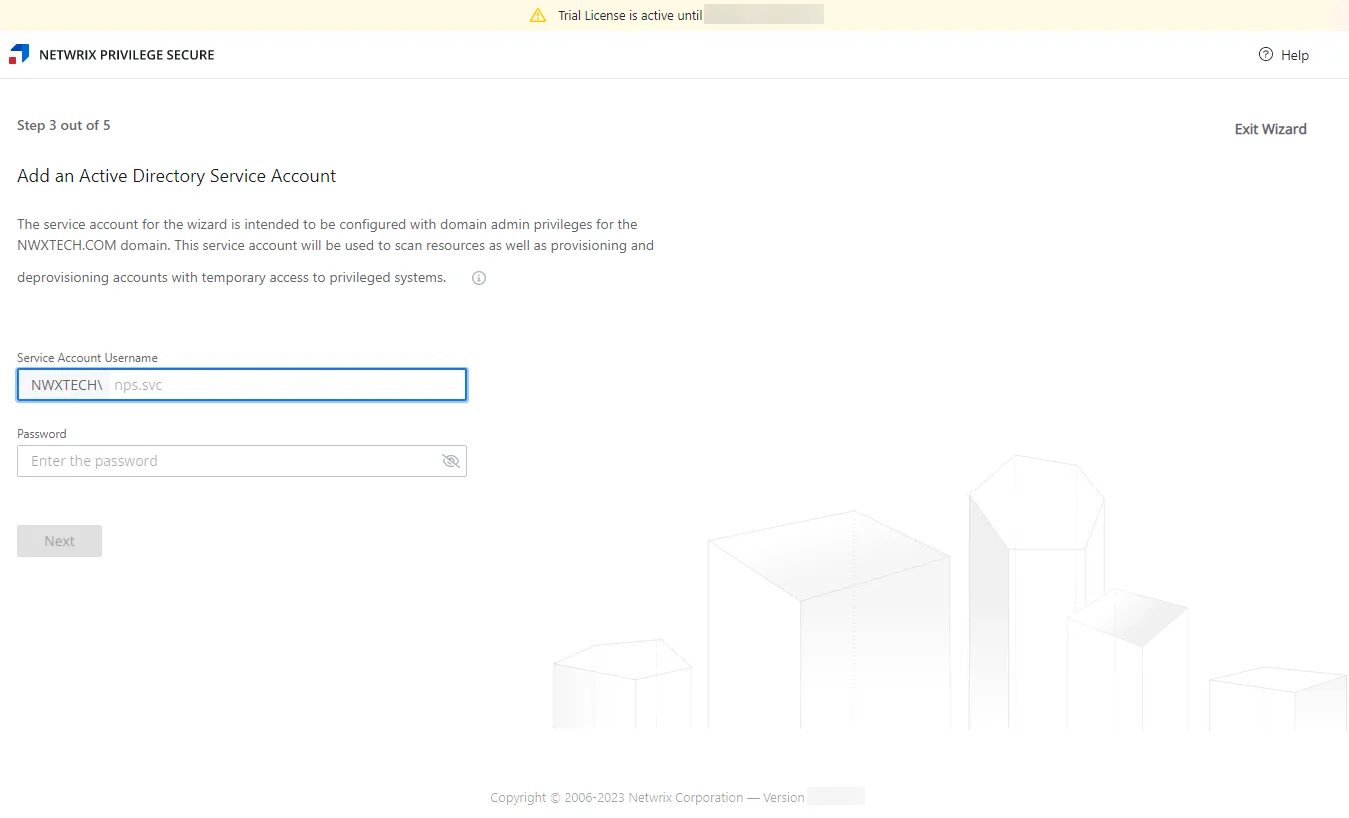 Trial License is active until
NETWRIX PRIVILEGE SECURE
Help
Step 3 out of 5
Exit Wizard
Add an Active Directory Service Account
The service account for the wizard is intended to be configured with domain admin privileges for the
NWXTECH.COM domain. This service account will be used to scan resources as well as provisioning and
deprovisioning accounts with temporary access to privileged systems.
Service Account Username
NWXTECH\ nps.svc
Password
Enter the password
Next
Copyright © 2006-2023 Netwrix Corporation — Version